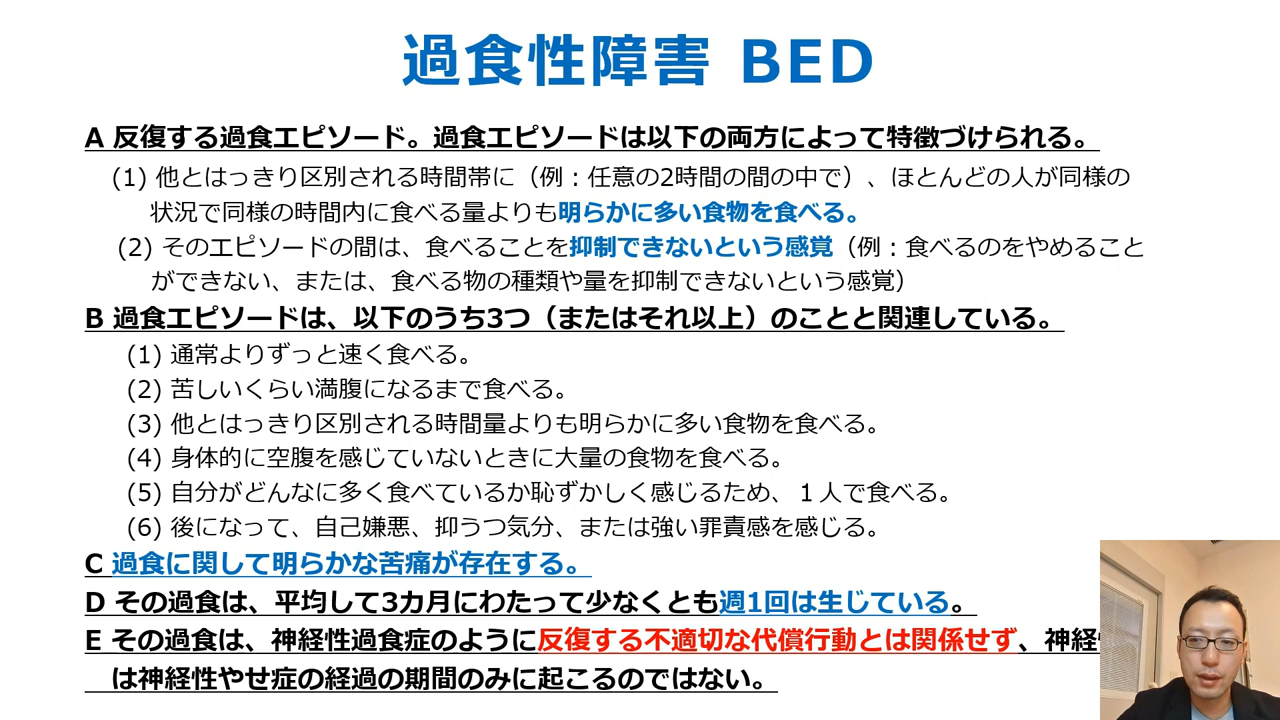 過食性障害 BED
A 反復する過食エピソード。過食エピソードは以下の両方によって特徴づけられる。
(1) 他とはっきり区別される時間帯に（例：任意の2時間の間の中で）、ほとんどの人が同様の
状況で同様の時間内に食べる量よりも明らかに多い食物を食べる。
(2) そのエピソードの間は、食べることを抑制できないという感覚（例：食べるのをやめること
ができない、または、食べる物の種類や量を抑制できないという感覚）
B 過食エピソードは、以下のうち3つ（またはそれ以上）のことと関連している。
(1) 通常よりずっと速く食べる。
(2) 苦しいくらい満腹になるまで食べる。
(3) 他とはっきり区別される時間量よりも明らかに多い食物を食べる。
(4) 身体的に空腹を感じていないときに大量の食物を食べる。
(5) 自分がどんなに多く食べているか恥ずかしく感じるため、１人で食べる。
(6) 後になって、自己嫌悪、抑うつ気分、または強い罪責感を感じる。
C 過食に関して明らかな苦痛が存在する。
D その過食は、平均して3カ月にわたって少なくとも週1回は生じている。
E その過食は、神経性過食症のように反復する不適切な代償行動とは関係せず、神経
は神経性やせ症の経過の期間のみに起こるのではない。